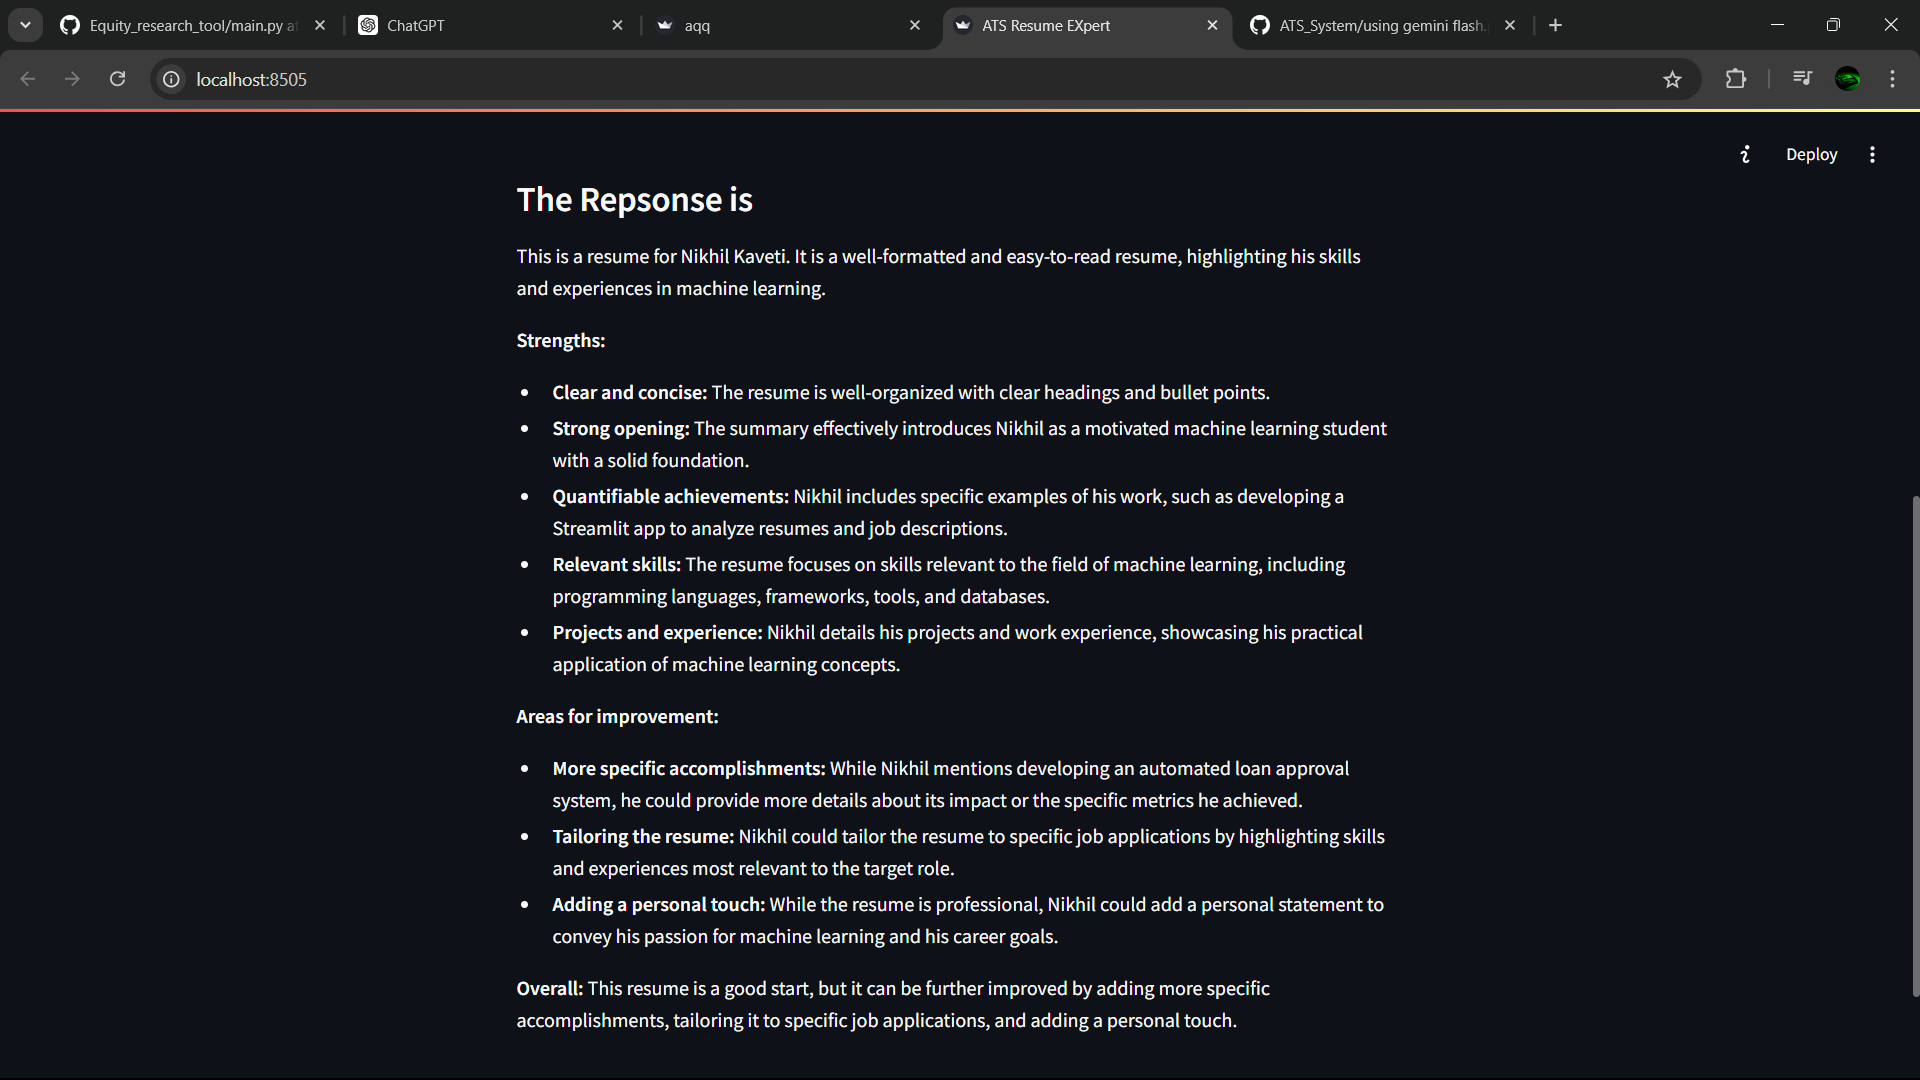 Equity_research_tool/main.py at
ChatGPT
aqq
ATS Resume EXpert
ATS_System/using gemini flash.
localhost:8505
Deploy
The Repsonse is
This is a resume for Nikhil Kaveti. It is a well-formatted and easy-to-read resume, highlighting his skills
and experiences in machine learning.
Strengths:
• Clear and concise: The resume is well-organized with clear headings and bullet points.
• Strong opening: The summary effectively introduces Nikhil as a motivated machine learning student
with a solid foundation.
• Quantifiable achievements: Nikhil includes specific examples of his work, such as developing a
Streamlit app to analyze resumes and job descriptions.
• Relevant skills: The resume focuses on skills relevant to the field of machine learning, including
programming languages, frameworks, tools, and databases.
• Projects and experience: Nikhil details his projects and work experience, showcasing his practical
application of machine learning concepts.
Areas for improvement:
• More specific accomplishments: While Nikhil mentions developing an automated loan approval
system, he could provide more details about its impact or the specific metrics he achieved.
• Tailoring the resume: Nikhil could tailor the resume to specific job applications by highlighting skills
and experiences most relevant to the target role.
• Adding a personal touch: While the resume is professional, Nikhil could add a personal statement to
convey his passion for machine learning and his career goals.
Overall: This resume is a good start, but it can be further improved by adding more specific
accomplishments, tailoring it to specific job applications, and adding a personal touch.